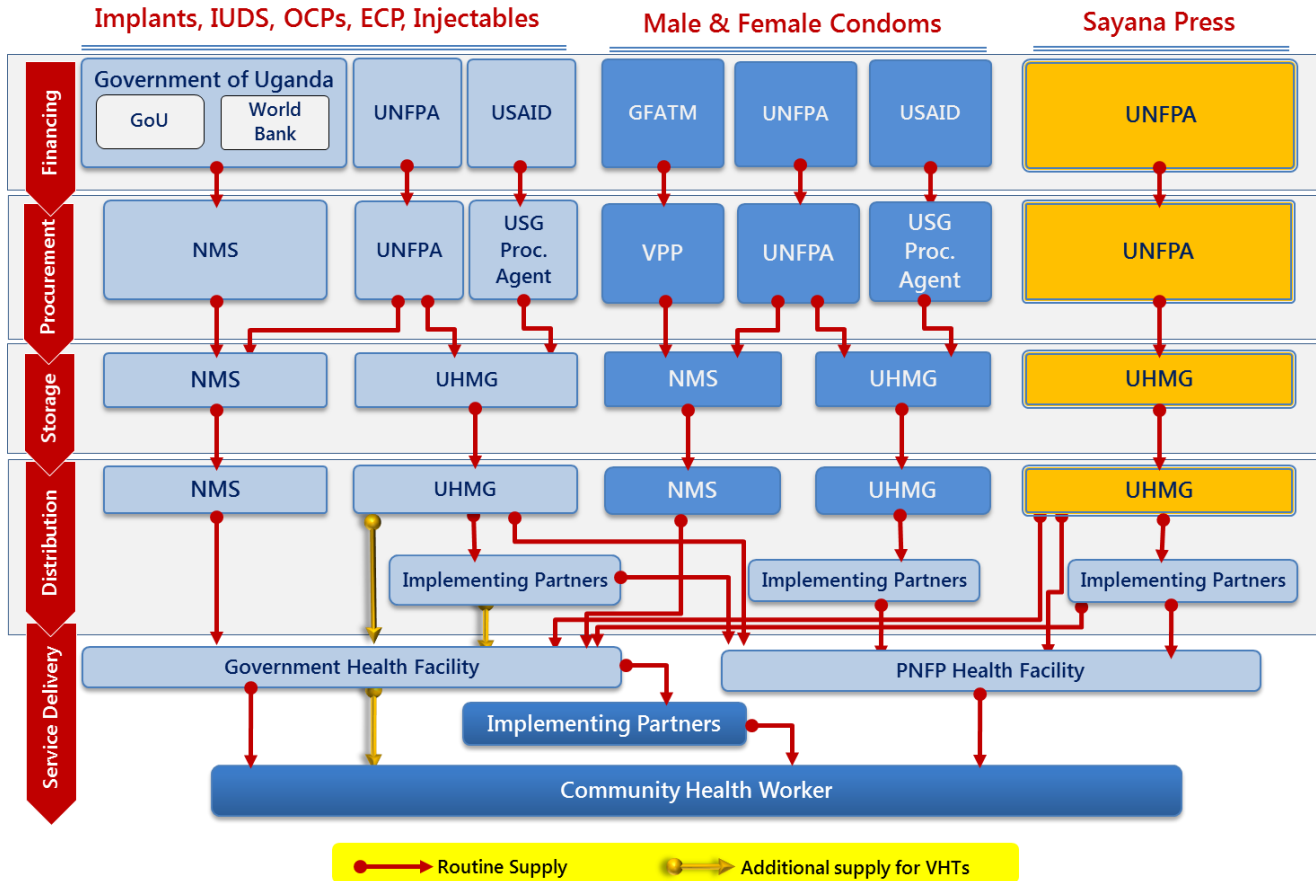 Implants, IUDS, OCPs, ECP, Injectables
Male & Female Condoms
Sayana Press
Financing
Government of Uganda
GoU
World
Bank
UNFPA
USAID
GFATM
UNFPA
USAID
UNFPA
Procurement
NMS
UNFPA
USG
Proc.
Agent
VPP
UNFPA
USG
Proc.
Agent
UNFPA
Storage
NMS
UHMG
NMS
UHMG
UHMG
Distribution
NMS
UHMG
NMS
UHMG
UHMG
Implementing Partners
Implementing Partners
Implementing Partners
Service Delivery
Government Health Facility
PNFP Health Facility
Implementing Partners
Community Health Worker
Routine Supply
Additional supply for VHTs